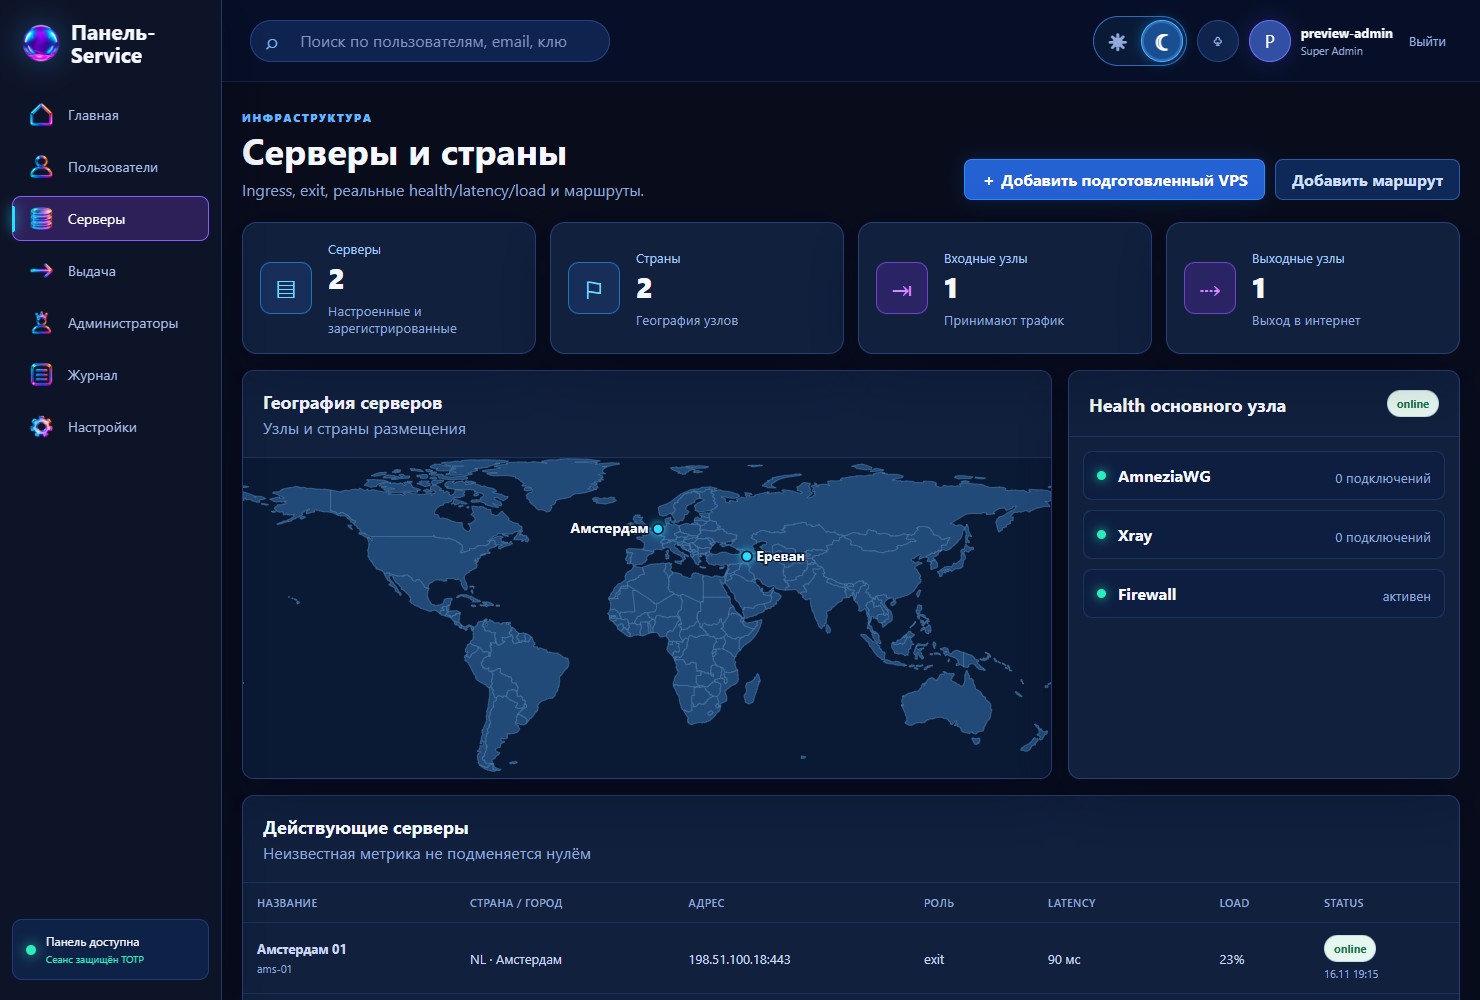 Панель-
Service
Главная
Пользователи
Серверы
Выдача
Администраторы
Журнал
Настройки
Панель доступна
Сеанс защищён TOTP
Поиск по пользователям, email, клю
P
preview-admin
Super Admin
Выйти
ИНФРАСТРУКТУРА
Серверы и страны
Ingress, exit, реальные health/latency/load и маршруты.
+ Добавить подготовленный VPS
Добавить маршрут
Серверы
2
Настроенные и
зарегистрированные
Страны
2
География узлов
Входные узлы
1
Принимают трафик
Выходные узлы
1
Выход в интернет
География серверов
Узлы и страны размещения
Амстердам
Ереван
Health основного узла
online
AmneziaWG
0 подключений
Xray
0 подключений
Firewall
активен
Действующие серверы
Неизвестная метрика не подменяется нулём
НАЗВАНИЕ
СТРАНА / ГОРОД
АДРЕС
РОЛЬ
LATENCY
LOAD
STATUS
Амстердам 01
ams-01
NL · Амстердам
198.51.100.18:443
exit
90 мс
23%
online
16.11 19:15